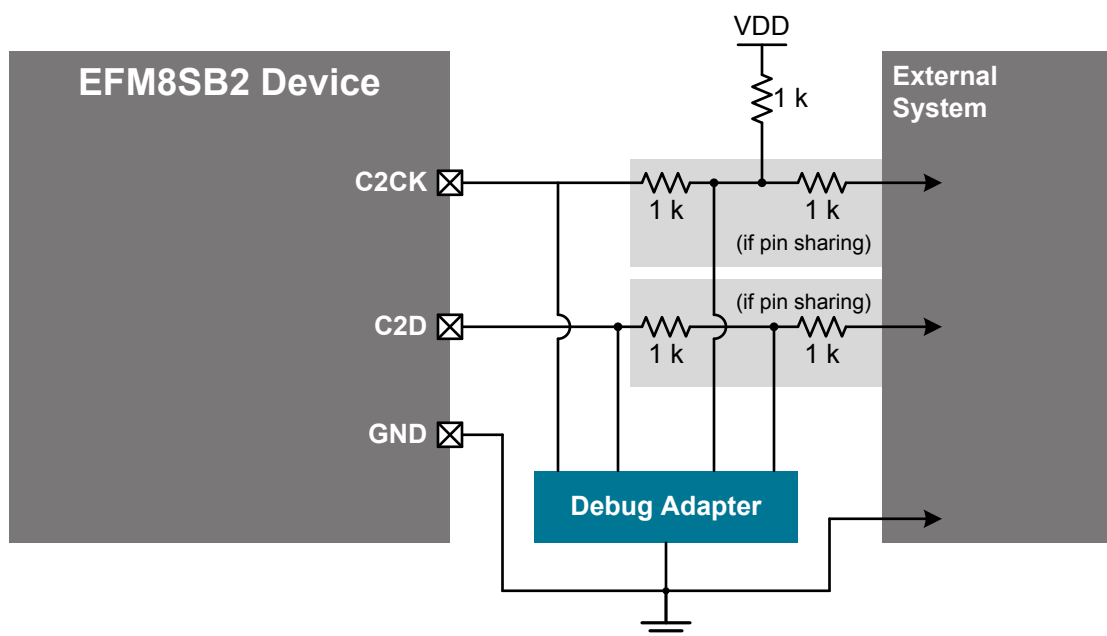 VDD
EFM8SB2 Device
External
System
1 k
C2CK
1 k
1 k
(if pin sharing)
(if pin sharing)
C2D
1 k
1 k
GND
Debug Adapter